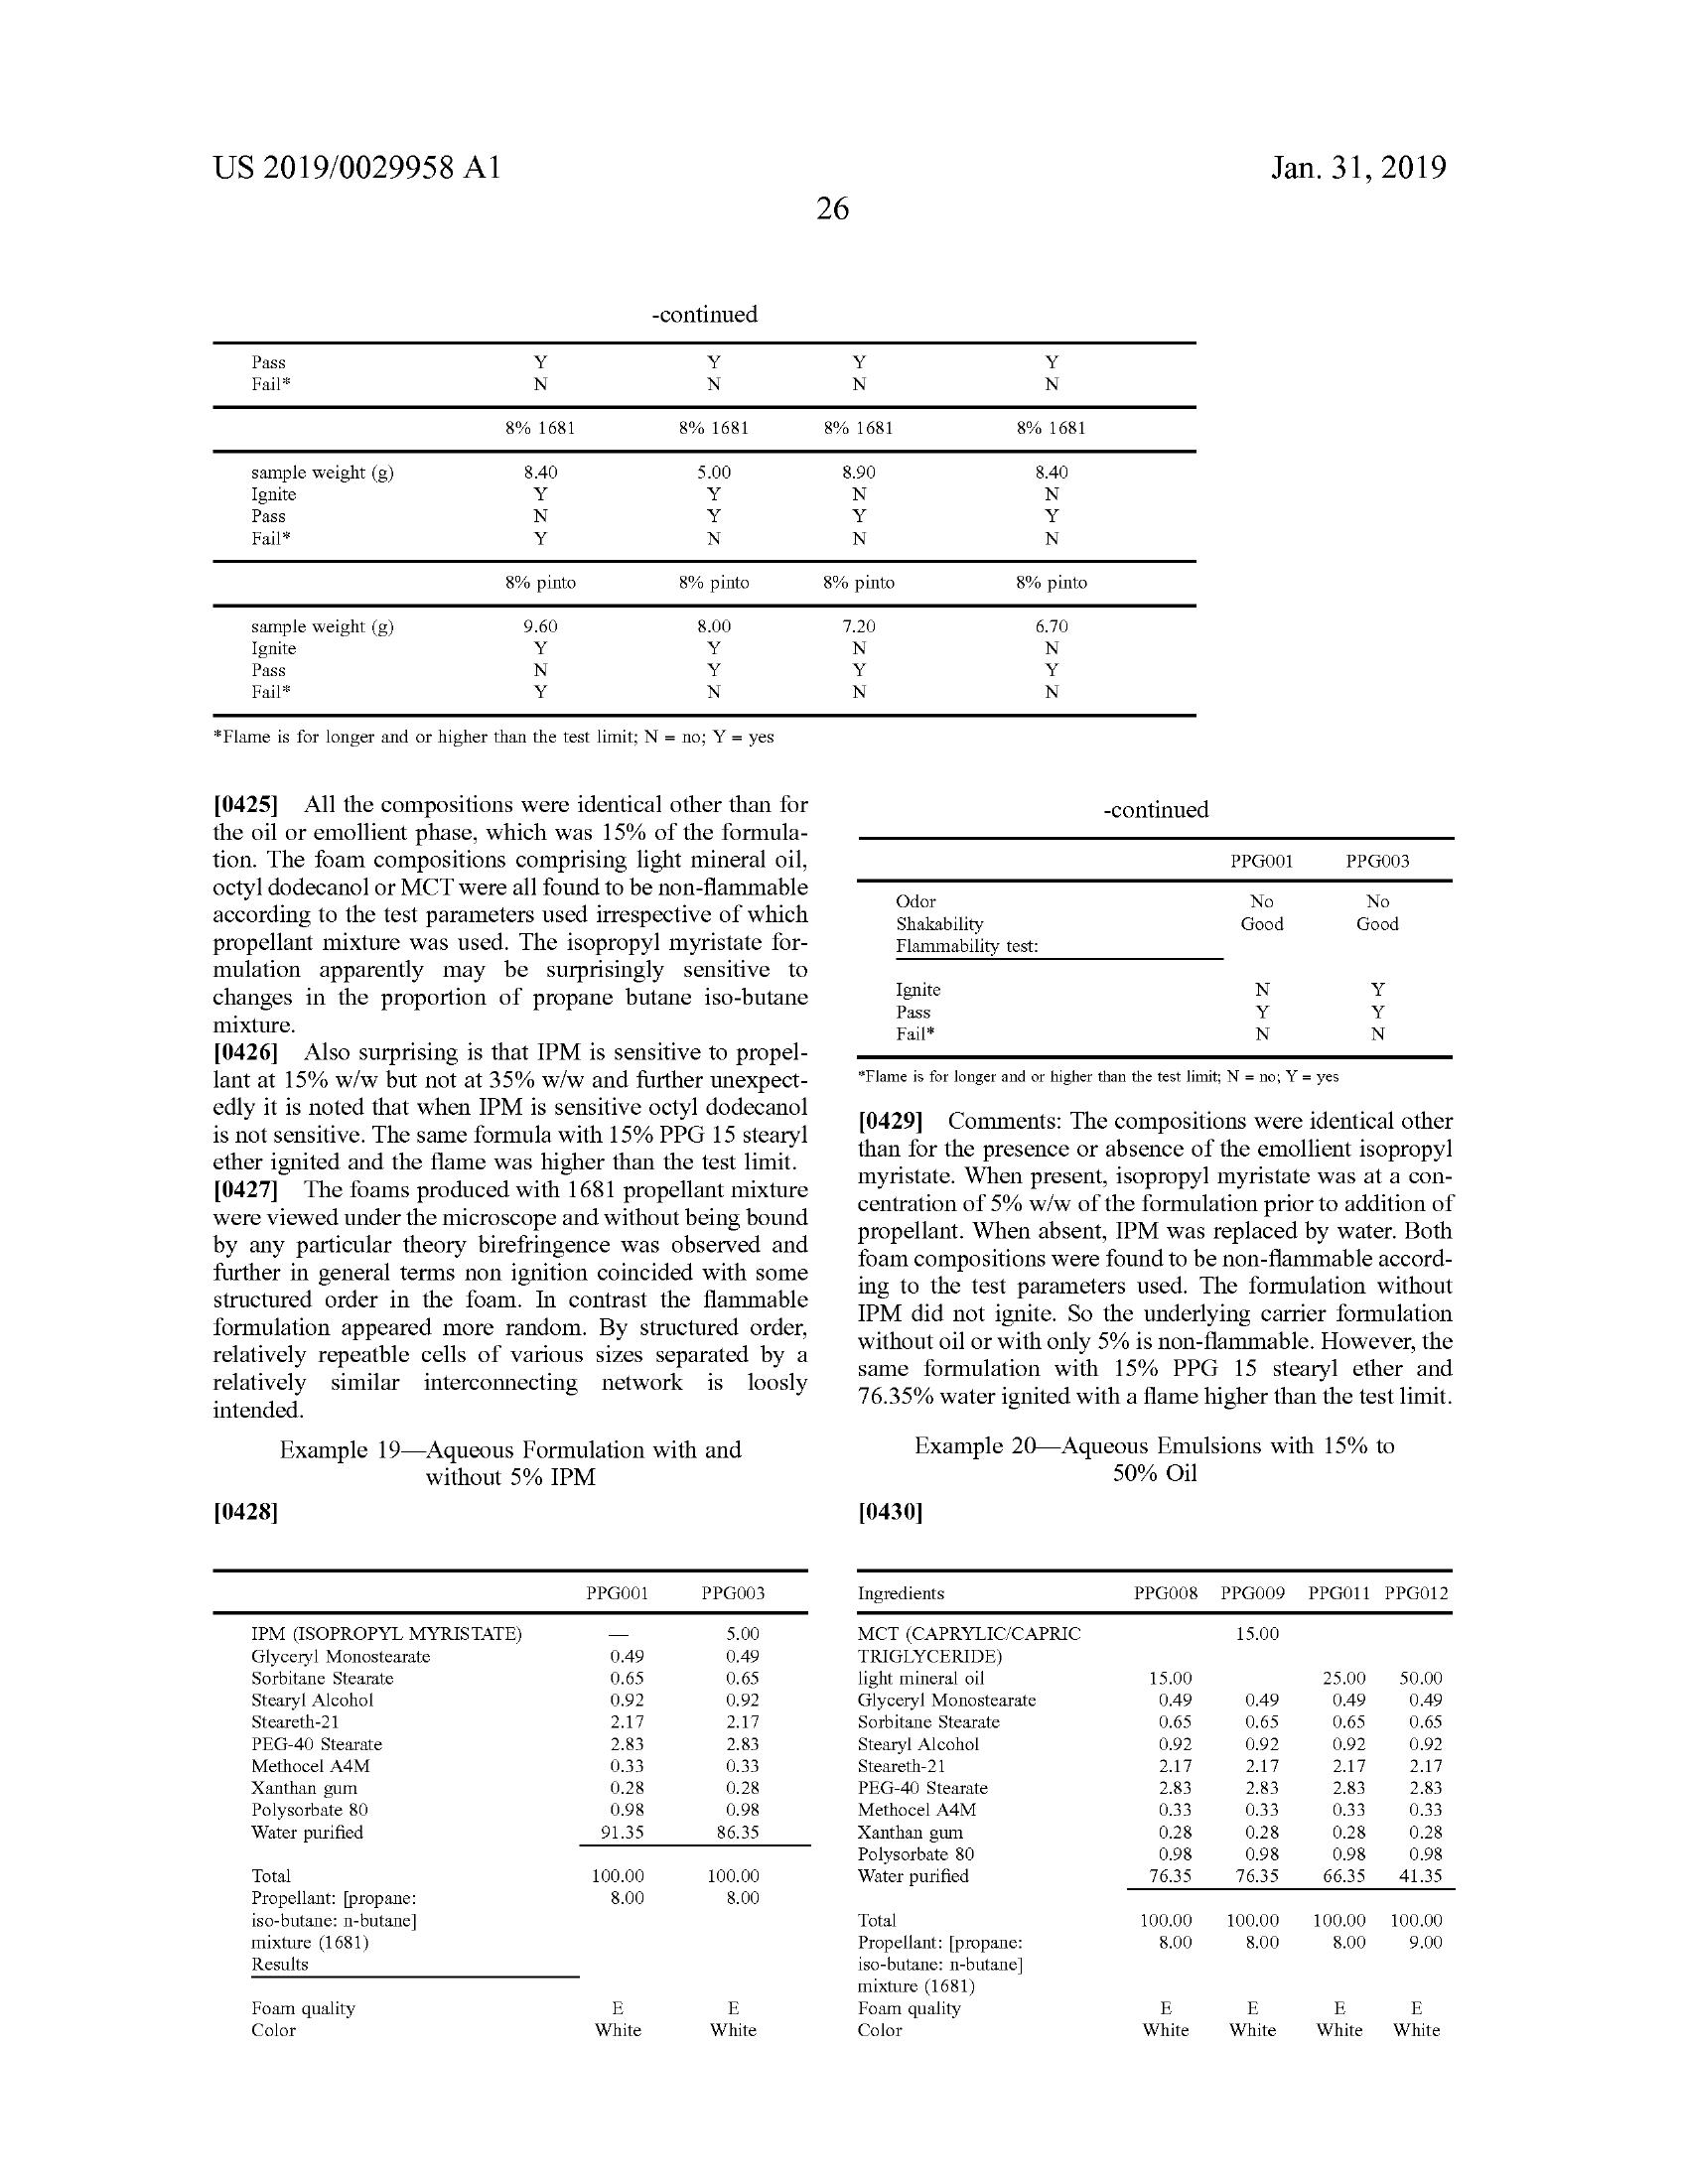 US 2019/0029958 A1
Jan. 31, 2019
26
-continued
Pass Y Y Y Y
Fail* N N N N
8% 1681 8% 1681 8% 1681 8% 1681
sample weight (g) 8.40 5.00 8.90 8.40
Ignite Y Y N N
Pass N Y Y Y
Fail* Y N N N
8% pinto 8% pinto 8% pinto 8% pinto
sample weight (g) 9.60 8.00 7.20 6.70
Ignite Y Y N N
Pass N Y Y Y
Fail* Y N N N
*Flame is for longer and or higher than the test limit; N = no; Y = yes
[0425] All the compositions were identical other than for
the oil or emollient phase, which was 15% of the formula-
tion. The foam compositions comprising light mineral oil,
octyl dodecanol or MCT were all found to be non-flammable
according to the test parameters used irrespective of which
propellant mixture was used. The isopropyl myristate for-
mulation apparently may be surprisingly sensitive to
changes in the proportion of propane butane iso-butane
mixture.
[0426] Also surprising is that IPM is sensitive to propel-
lant at 15% w/w but not at 35% w/w and further unexpect-
edly it is noted that when IPM is sensitive octyl dodecanol
is not sensitive. The same formula with 15% PPG 15 stearyl
ether ignited and the flame was higher than the test limit.
[0427] The foams produced with 1681 propellant mixture
were viewed under the microscope and without being bound
by any particular theory birefringence was observed and
further in general terms non ignition coincided with some
structured order in the foam. In contrast the flammable
formulation appeared more random. By structured order,
relatively repeatble cells of various sizes separated by a
relatively similar interconnecting network is loosly
intended.
Example 19—Aqueous Formulation with and
without 5% IPM
[0428]
PPG001 PPG003
IPM (ISOPROPYL MYRISTATE) — 5.00
Glyceryl Monostearate 0.49 0.49
Sorbitane Stearate 0.65 0.65
Stearyl Alcohol 0.92 0.92
Steareth-21 2.17 2.17
PEG-40 Stearate 2.83 2.83
Methocel A4M 0.33 0.33
Xanthan gum 0.28 0.28
Polysorbate 80 0.98 0.98
Water purified 91.35 86.35
Total 100.00 100.00
Propellant: [propane: 8.00 8.00
iso-butane: n-butane]
mixture (1681)
Results
Foam quality E E
Color White White
-continued
PPG001 PPG003
Odor No No
Shakability Good Good
Flammability test:
Ignite N Y
Pass Y Y
Fail* N N
*Flame is for longer and or higher than the test limit; N = no; Y = yes
[0429] Comments: The compositions were identical other
than for the presence or absence of the emollient isopropyl
myristate. When present, isopropyl myristate was at a con-
centration of 5% w/w of the formulation prior to addition of
propellant. When absent, IPM was replaced by water. Both
foam compositions were found to be non-flammable accord-
ing to the test parameters used. The formulation without
IPM did not ignite. So the underlying carrier formulation
without oil or with only 5% is non-flammable. However, the
same formulation with 15% PPG 15 stearyl ether and
76.35% water ignited with a flame higher than the test limit.
Example 20—Aqueous Emulsions with 15% to
50% Oil
[0430]
Ingredients PPG008 PPG009 PPG011 PPG012
MCT (CAPRYLIC/CAPRIC 15.00
TRIGLYCERIDE)
light mineral oil 15.00 25.00 50.00
Glyceryl Monostearate 0.49 0.49 0.49 0.49
Sorbitane Stearate 0.65 0.65 0.65 0.65
Stearyl Alcohol 0.92 0.92 0.92 0.92
Steareth-21 2.17 2.17 2.17 2.17
PEG-40 Stearate 2.83 2.83 2.83 2.83
Methocel A4M 0.33 0.33 0.33 0.33
Xanthan gum 0.28 0.28 0.28 0.28
Polysorbate 80 0.98 0.98 0.98 0.98
Water purified 76.35 76.35 66.35 41.35
Total 100.00 100.00 100.00 100.00
Propellant: [propane: 8.00 8.00 8.00 9.00
iso-butane: n-butane]
mixture (1681)
Foam quality E E E E
Color White White White White